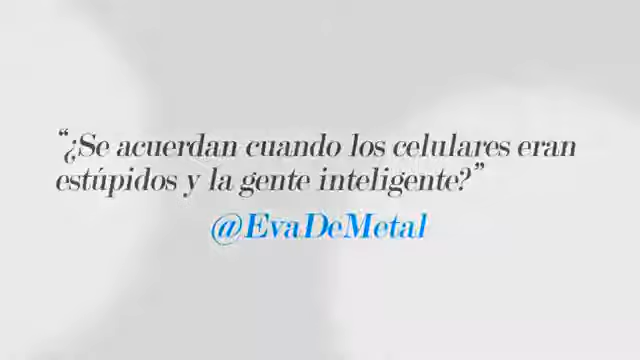 “¿Se acuerdan cuando los celulares eran
estúpidos y la gente inteligente?”
@EvaDeMetal